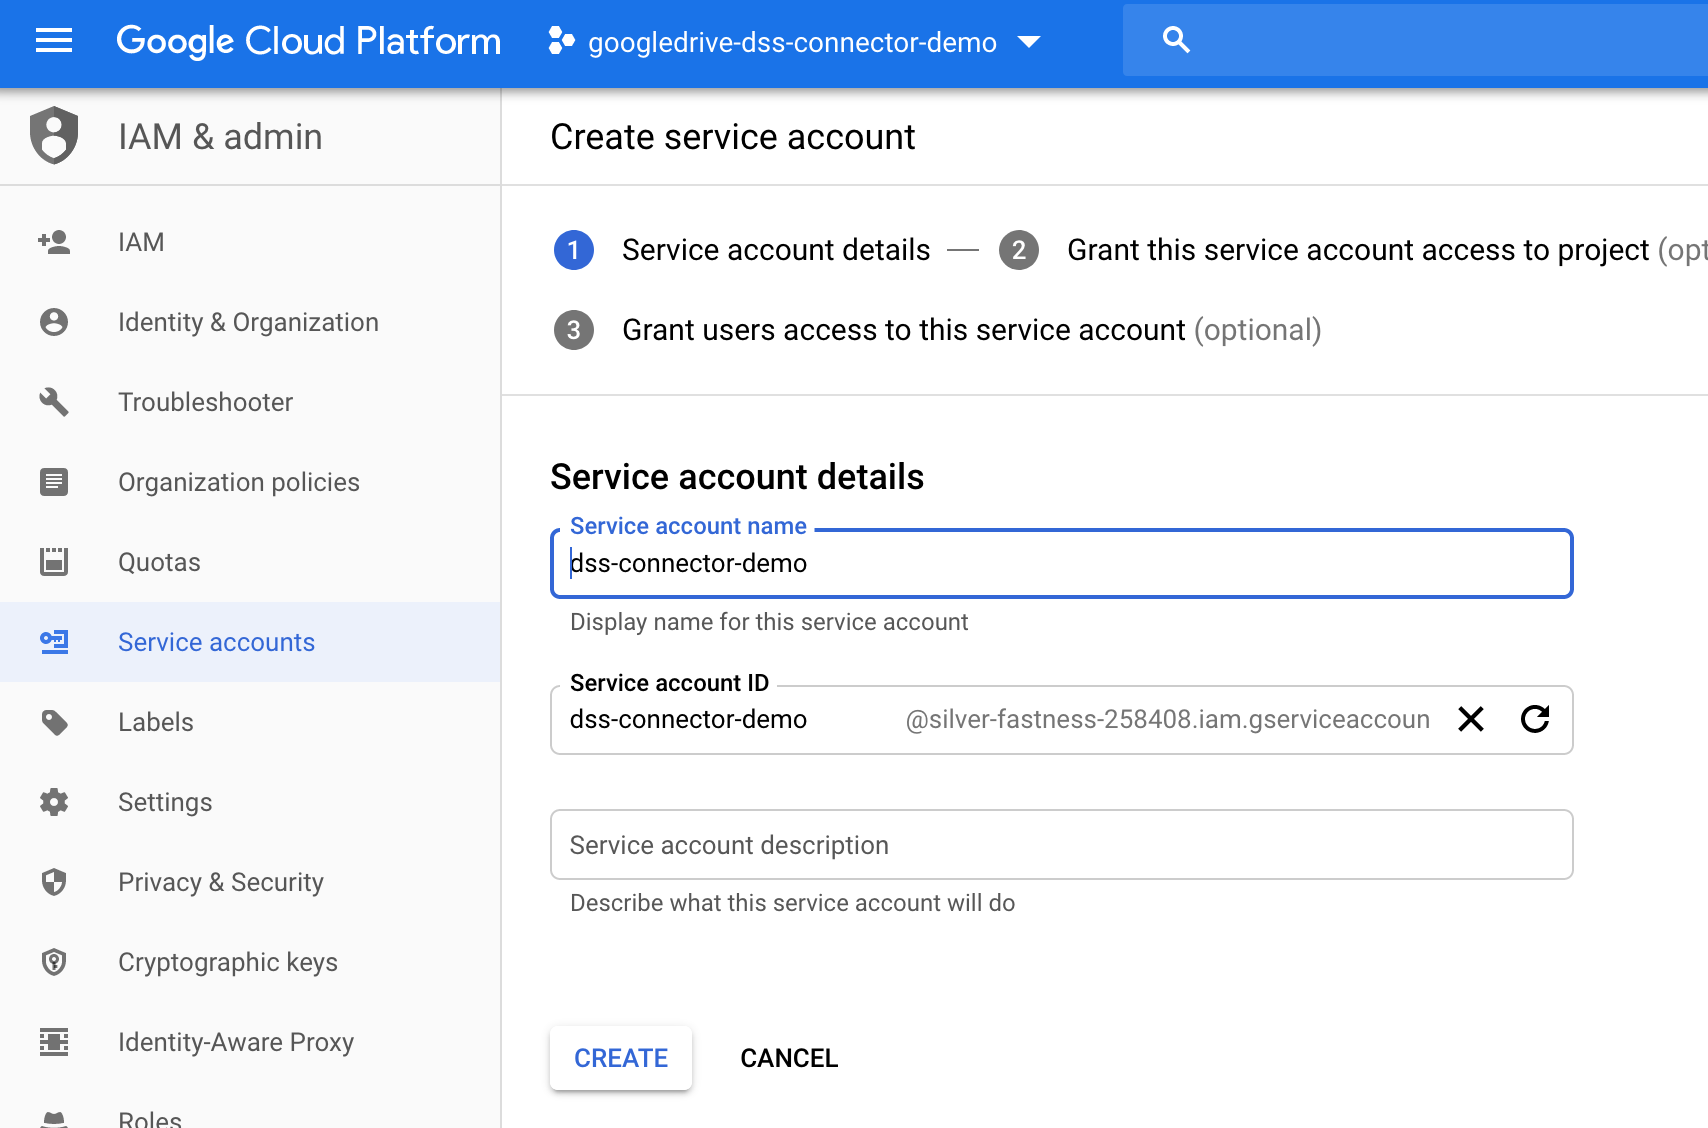 Google Cloud Platform
googledrive-dss-connector-demo
IAM & admin
IAM
Identity & Organization
Troubleshooter
Organization policies
Quotas
Service accounts
Labels
Settings
Privacy & Security
Cryptographic keys
Identity-Aware Proxy
Roles
Create service account
1 Service account details — 2 Grant this service account access to project (opt
3 Grant users access to this service account (optional)
Service account details
Service account name
dss-connector-demo
Display name for this service account
Service account ID
dss-connector-demo @silver-fastness-258408.iam.gserviceaccoun
Service account description
Describe what this service account will do
CREATE CANCEL